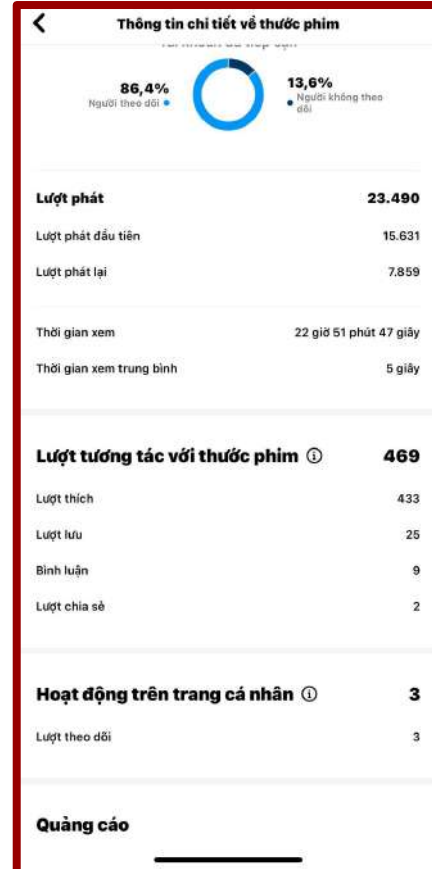 Thông tin chi tiết về thước phim
86,4%
Người theo dõi
13,6%
Người không theo
dõi
Lượt phát 23.490
Lượt phát đầu tiên 15.631
Lượt phát lại 7.859
Thời gian xem 22 giờ 51 phút 47 giây
Thời gian xem trung bình 5 giây
Lượt tương tác với thước phim 469
Lượt thích 433
Lượt lưu 25
Bình luận 9
Lượt chia sẻ 2
Hoạt động trên trang cá nhân 3
Lượt theo dõi 3
Quảng cáo